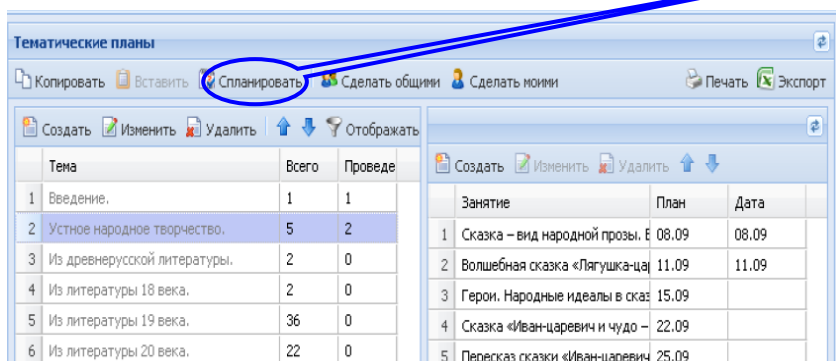 Тематические планы
Копировать Вставить Спланировать Сделать общими Сделать моими Печать Экспорт
Создать Изменить Удалить Отображать
Тема Всего Проведе
1 Введение. 1 1
2 Устное народное творчество. 5 2
3 Из древнерусской литературы. 2 0
4 Из литературы 18 века. 2 0
5 Из литературы 19 века. 36 0
6 Из литературы 20 века. 22 0
Создать Изменить Удалить
Занятие План Дата
1 Сказка – вид народной прозы. 08.09 08.09
2 Волшебная сказка «Лягушка-ца 11.09 11.09
3 Герои. Народные идеалы в сказ 15.09
4 Сказка «Иван-царевич и чудо – 22.09
5 Пересказ сказки «Иван-царевич 25.09